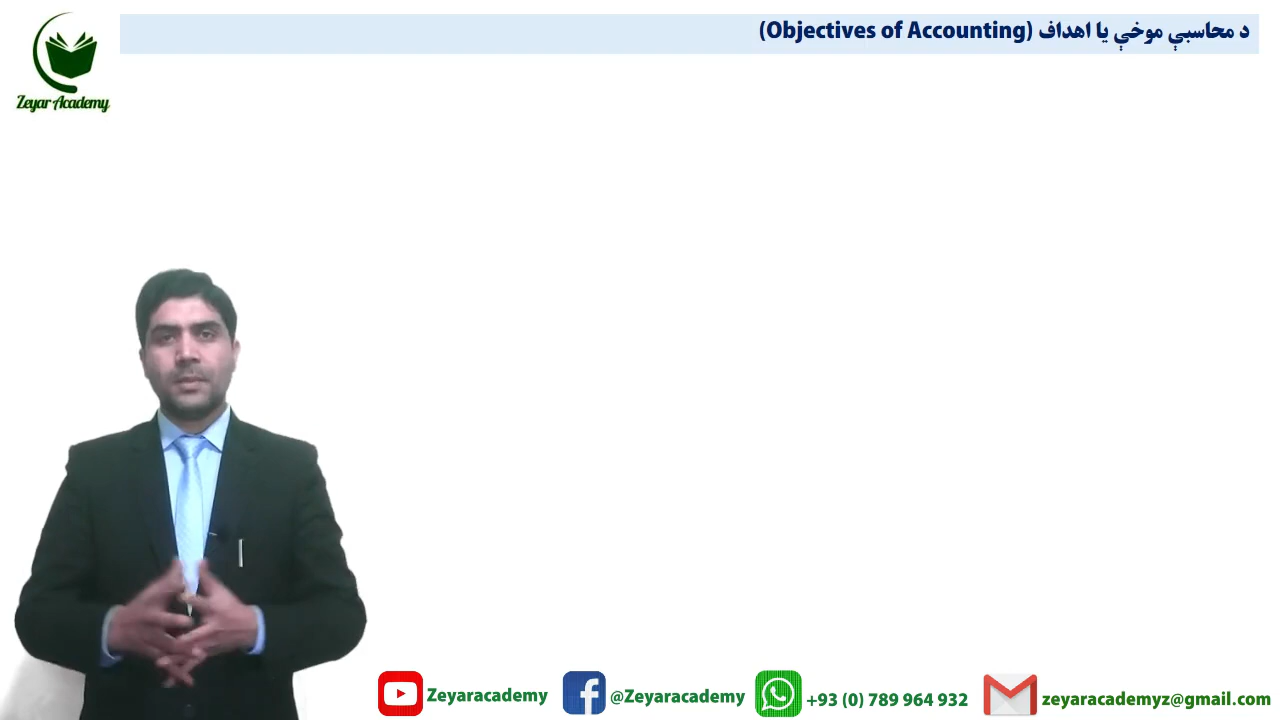 د محاسبې موخې یا اهداف (Objectives of Accounting)
Zeyar Academy
Zeyaracademy
@Zeyaracademy
+93 (0) 789 964 932
zeyaracademyz@gmail.com